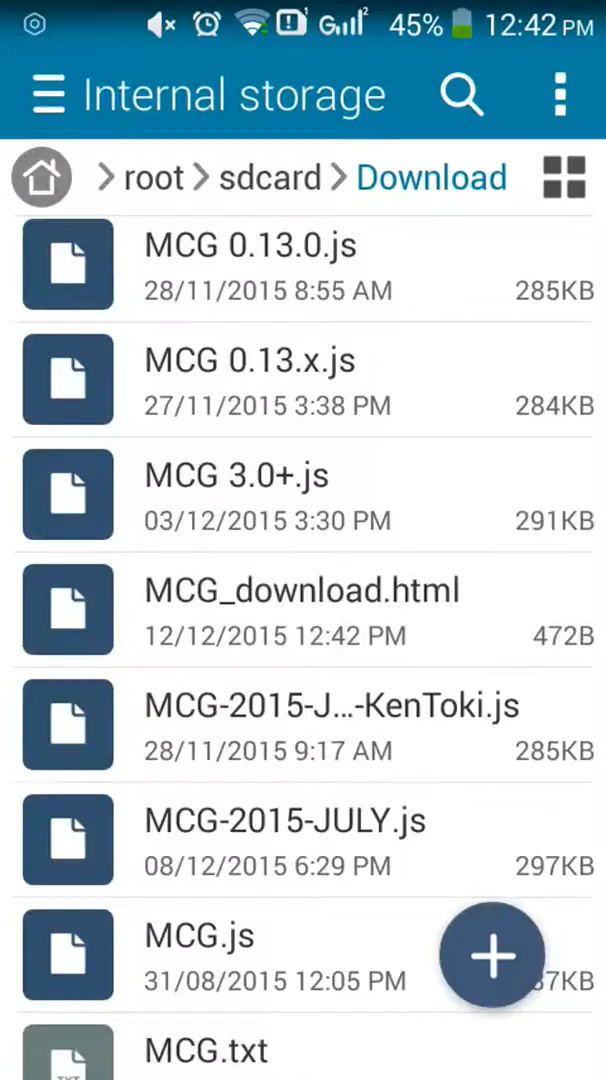 45% 12:42 PM
Internal storage
root sdcard Download
MCG 0.13.0.js
28/11/2015 8:55 AM 285KB
MCG 0.13.x.js
27/11/2015 3:38 PM 284KB
MCG 3.0+.js
03/12/2015 3:30 PM 291KB
MCG_download.html
12/12/2015 12:42 PM 472B
MCG-2015-J...-KenToki.js
28/11/2015 9:17 AM 285KB
MCG-2015-JULY.js
08/12/2015 6:29 PM 297KB
MCG.js
31/08/2015 12:05 PM 7KB
MCG.txt